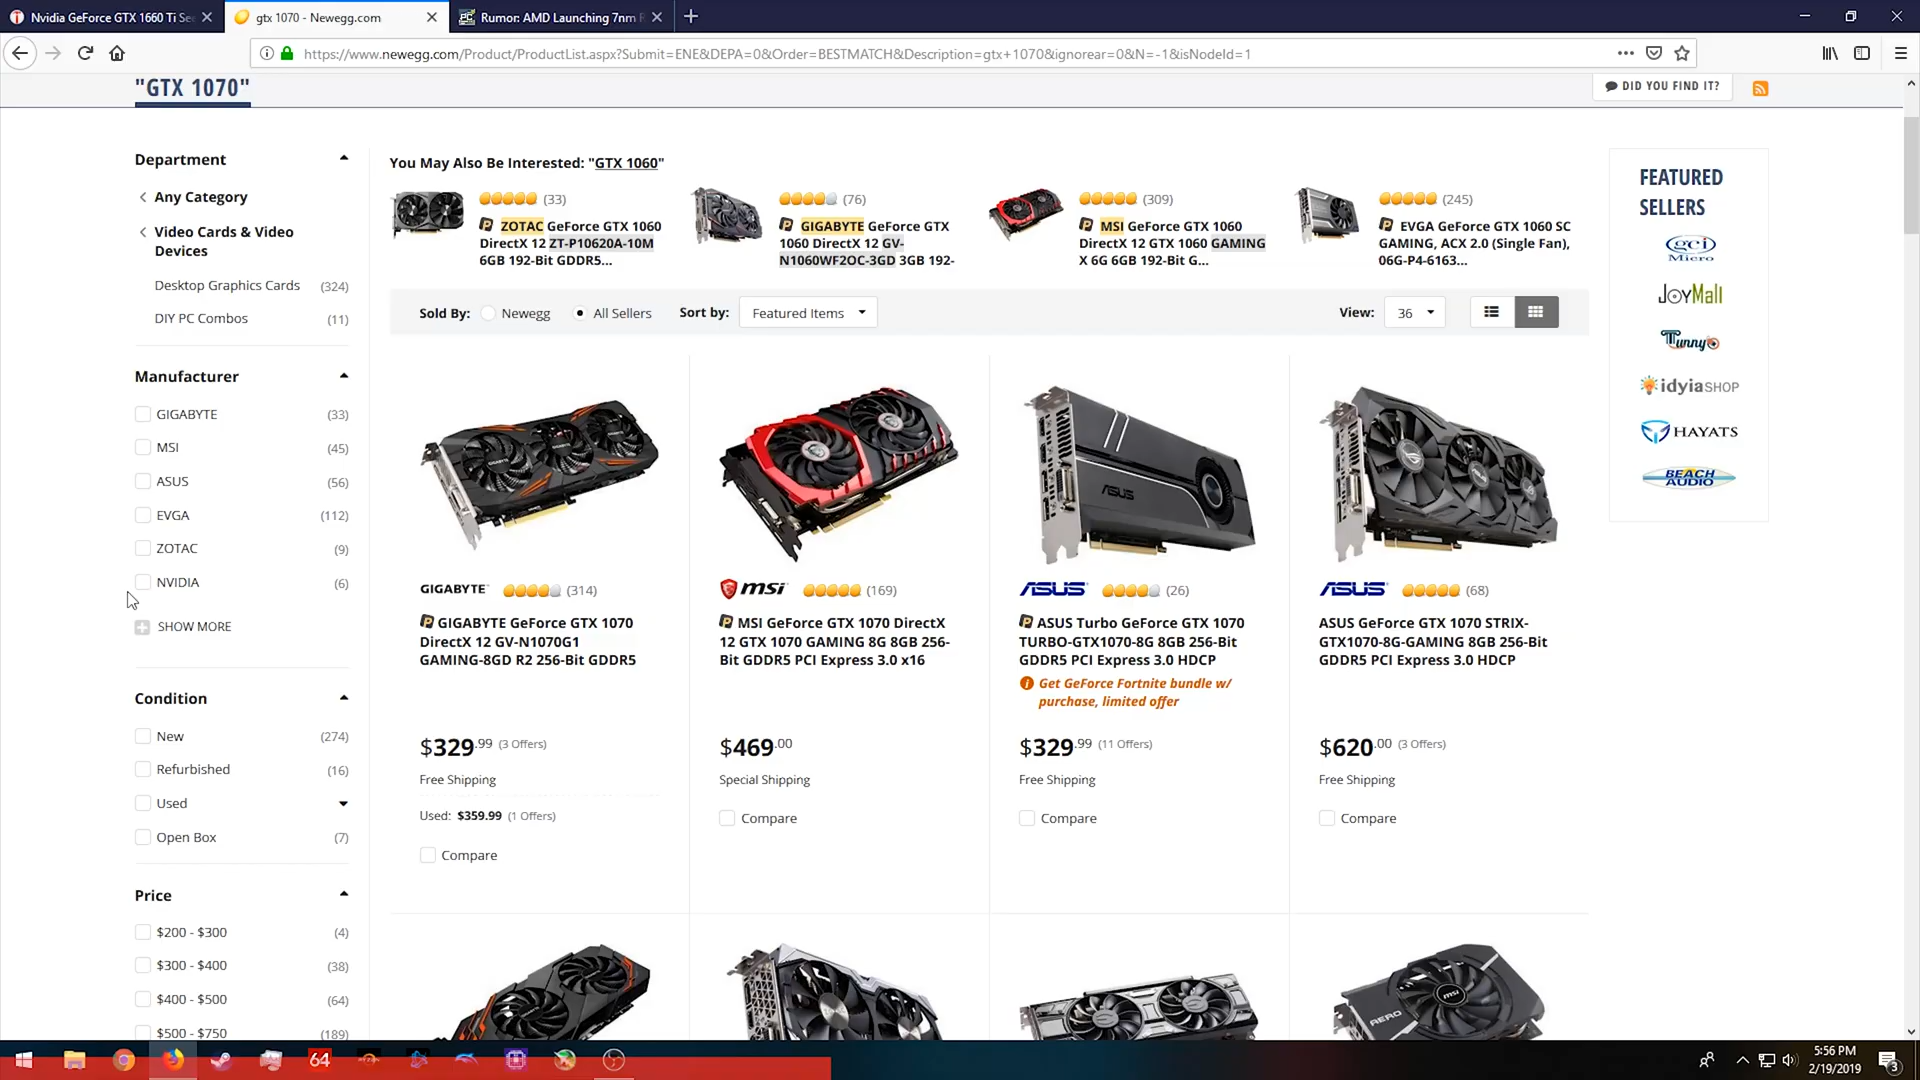 Nvidia GeForce GTX 1660 Ti Se
gtx 1070 - Newegg.com
Rumor: AMD Launching 7nm
https://www.newegg.com/Product/ProductList.aspx?Submit=ENE&DEPA=0&Order=BESTMATCH&Description=gtx+1070&ignorear=0&N=-1&isNodeId=1
"GTX 1070"
DID YOU FIND IT?
Department
Any Category
Video Cards & Video
Devices
Desktop Graphics Cards (324)
DIY PC Combos (11)
Manufacturer
GIGABYTE (33)
MSI (45)
ASUS (56)
EVGA (112)
ZOTAC (9)
NVIDIA (6)
SHOW MORE
Condition
New (274)
Refurbished (16)
Used
Open Box (7)
Price
$200 - $300 (4)
$300 - $400 (38)
$400 - $500 (64)
$500 - $750 (189)
You May Also Be Interested: "GTX 1060"
(33)
ZOTAC GeForce GTX 1060
DirectX 12 ZT-P10620A-10M
6GB 192-Bit GDDR5...
(76)
GIGABYTE GeForce GTX
1060 DirectX 12 GV-
N1060WF2OC-3GD 3GB 192-
(309)
MSI GeForce GTX 1060
DirectX 12 GTX 1060 GAMING
X 6G 6GB 192-Bit G...
(245)
EVGA GeForce GTX 1060 SC
GAMING, ACX 2.0 (Single Fan),
06G-P4-6163...
Sold By: Newegg All Sellers Sort by: Featured Items View: 36
GIGABYTE (314)
GIGABYTE GeForce GTX 1070
DirectX 12 GV-N1070G1
GAMING-8GD R2 256-Bit GDDR5
$329.99 (3 Offers)
Free Shipping
Used: $359.99 (1 Offers)
Compare
msi (169)
MSI GeForce GTX 1070 DirectX
12 GTX 1070 GAMING 8G 8GB 256-
Bit GDDR5 PCI Express 3.0 x16
$469.00
Special Shipping
Compare
ASUS
ASUS (26)
ASUS Turbo GeForce GTX 1070
TURBO-GTX1070-8G 8GB 256-Bit
GDDR5 PCI Express 3.0 HDCP
Get GeForce Fortnite bundle w/
purchase, limited offer
$329.99 (11 Offers)
Free Shipping
Compare
ASUS (68)
ASUS GeForce GTX 1070 STRIX-
GTX1070-8G-GAMING 8GB 256-Bit
GDDR5 PCI Express 3.0 HDCP
$620.00 (3 Offers)
Free Shipping
Compare
AERO
msi
FEATURED
SELLERS
gci
Micro
JoyMall
Tunny
idyiaSHOP
HAYATS
BEACH
AUDIO
64
5:56 PM
2/19/2019
3